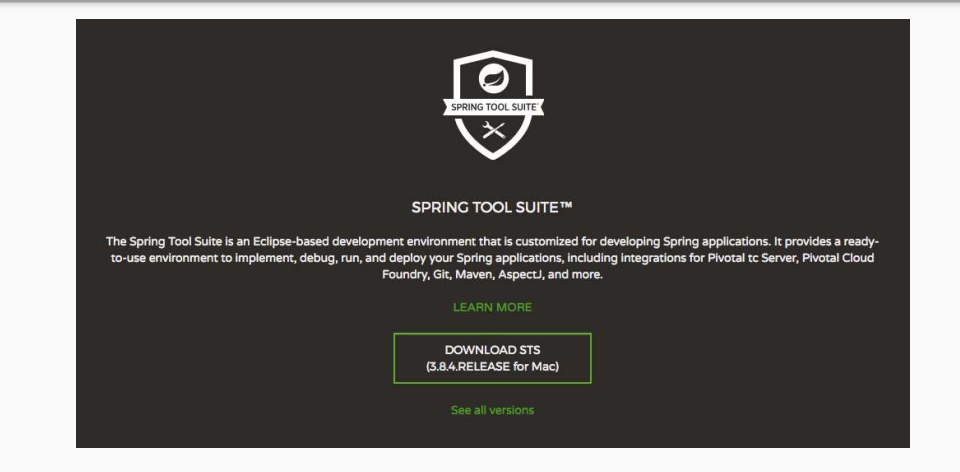 SPRING TOOL SUITE
SPRING TOOL SUITE™
The Spring Tool Suite is an Eclipse-based development environment that is customized for developing Spring applications. It provides a ready-
to-use environment to implement, debug, run, and deploy your Spring applications, including integrations for Pivotal tc Server, Pivotal Cloud
Foundry, Git, Maven, AspectJ, and more.
LEARN MORE
DOWNLOAD STS
(3.8.4.RELEASE for Mac)
See all versions